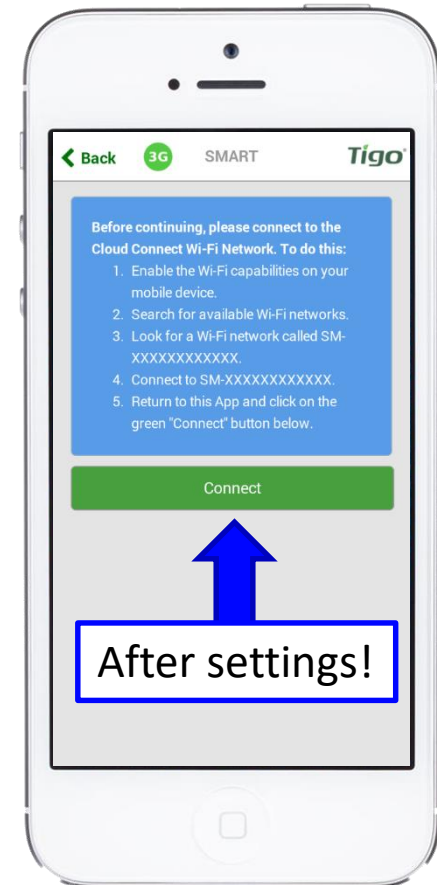 Back 3G SMART Tigo
Before continuing, please connect to the
Cloud Connect Wi-Fi Network. To do this:
1. Enable the Wi-Fi capabilities on your
mobile device.
2. Search for available Wi-Fi networks.
3. Look for a Wi-Fi network called SM-
XXXXXXXXXXXX.
4. Connect to SM-XXXXXXXXXXXX.
5. Return to this App and click on the
green "Connect" button below.
Connect
After settings!